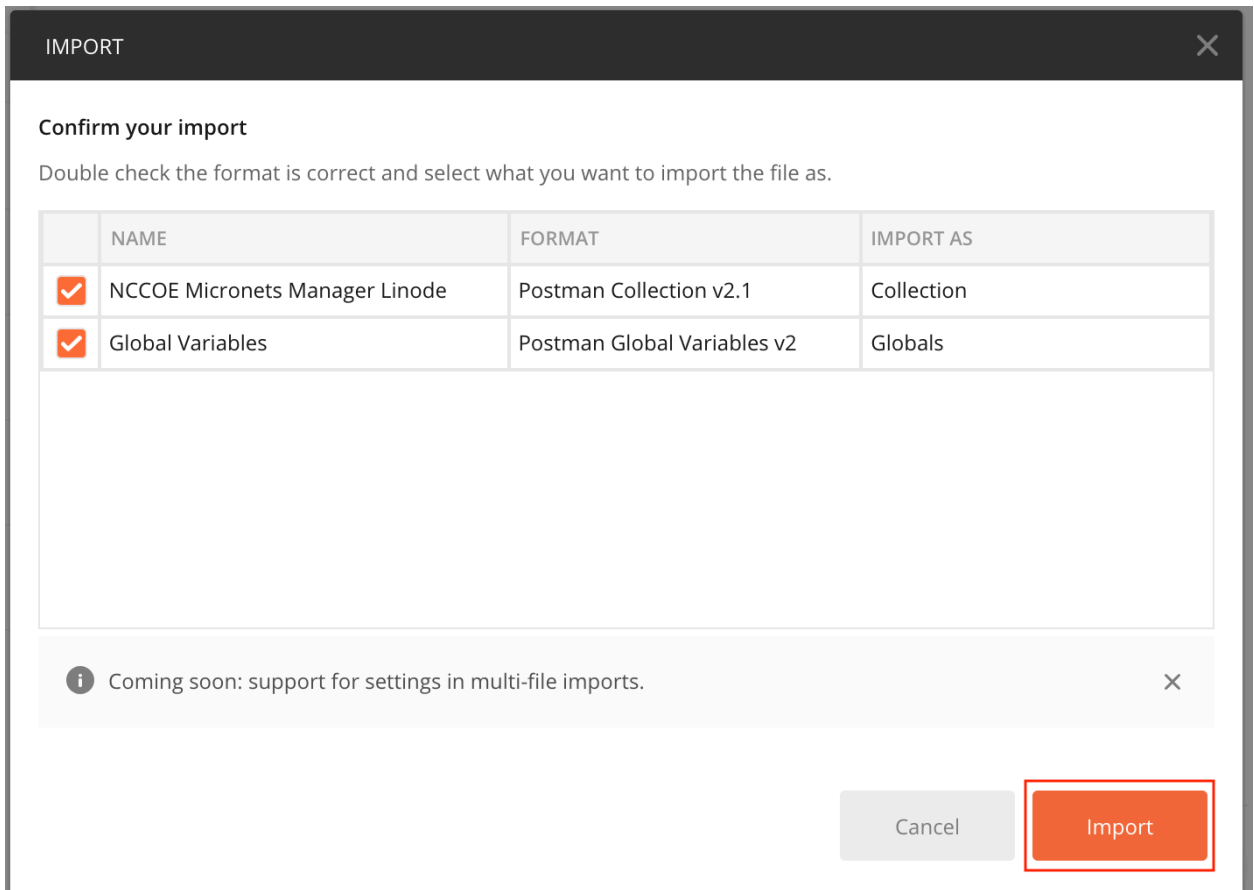 IMPORT
Confirm your import
Double check the format is correct and select what you want to import the file as.
NAME FORMAT IMPORT AS
NCCOE Micronets Manager Linode Postman Collection v2.1 Collection
Global Variables Postman Global Variables v2 Globals
Coming soon: support for settings in multi-file imports.
Cancel Import